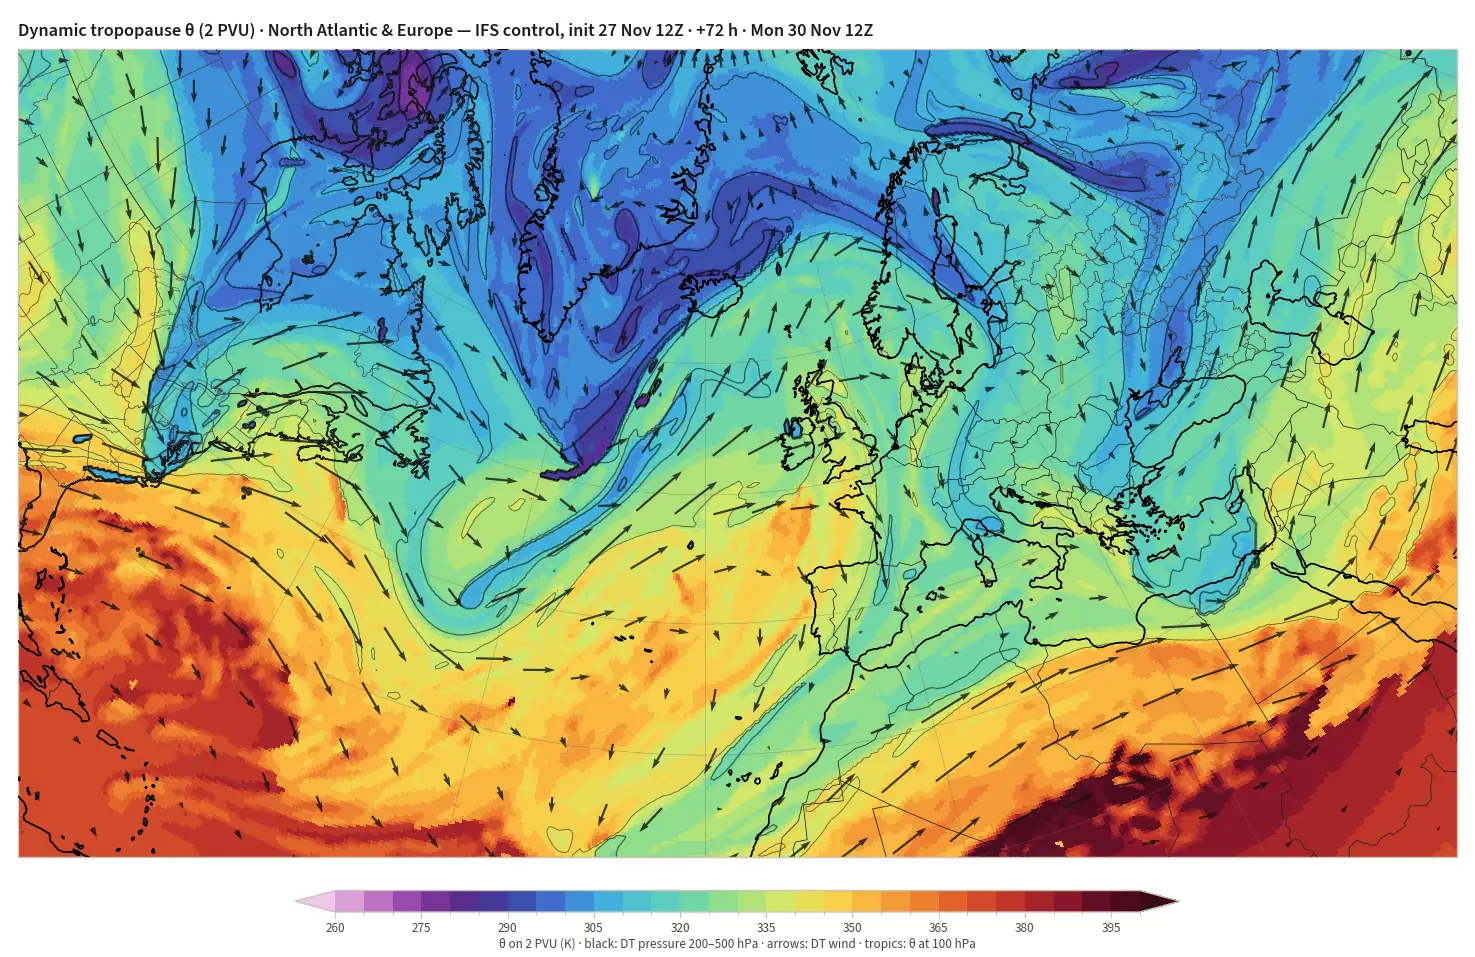 Dynamic tropopause θ (2 PVU) · North Atlantic & Europe — IFS control, init 27 Nov 12Z · +72 h · Mon 30 Nov 12Z
260 275 290 305 320 335 350 365 380 395
θ on 2 PVU (K) · black: DT pressure 200–500 hPa · arrows: DT wind · tropics: θ at 100 hPa